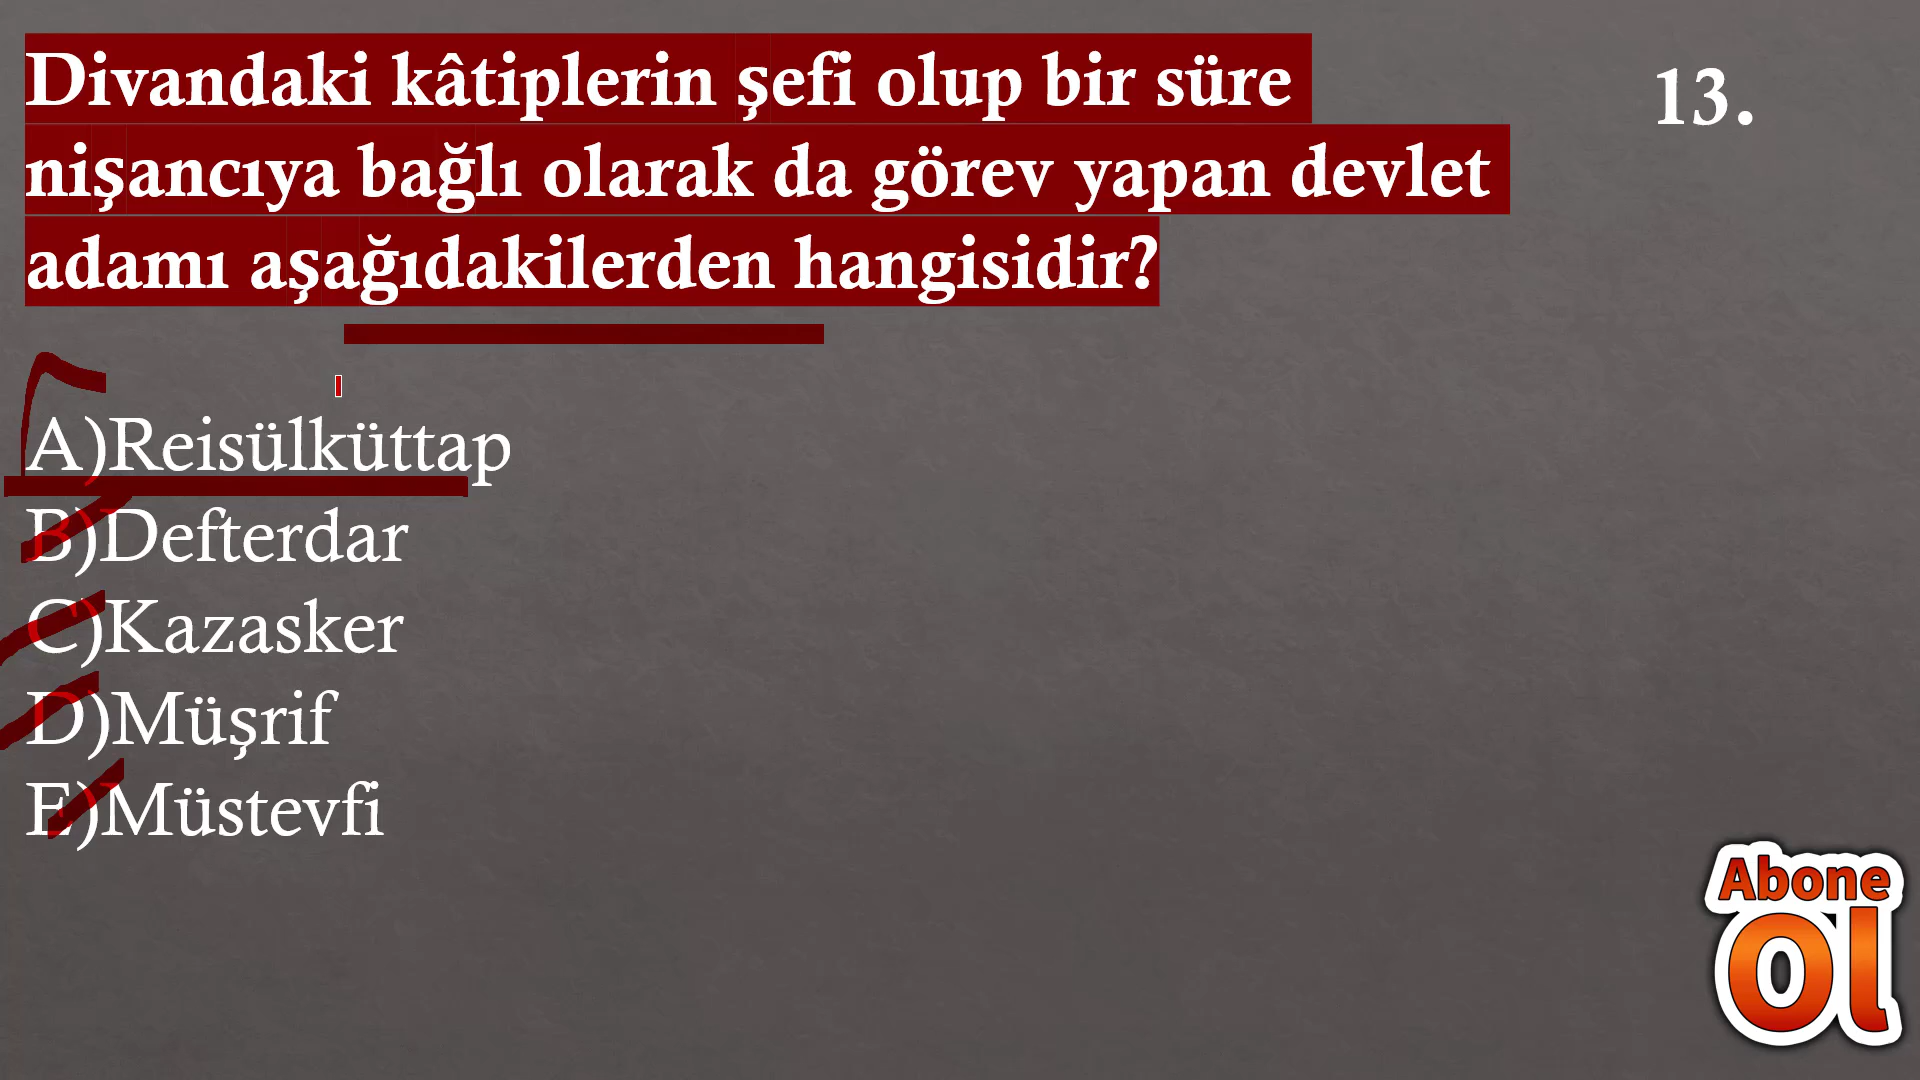 Divandaki kâtiplerin şefi olup bir süre
nişancıya bağlı olarak da görev yapan devlet
adamı aşağıdakilerden hangisidir?
13.
A)Reisülküttap
B)Defterdar
C)Kazasker
D)Müşrif
E)Müstevfi
Abone
Ol